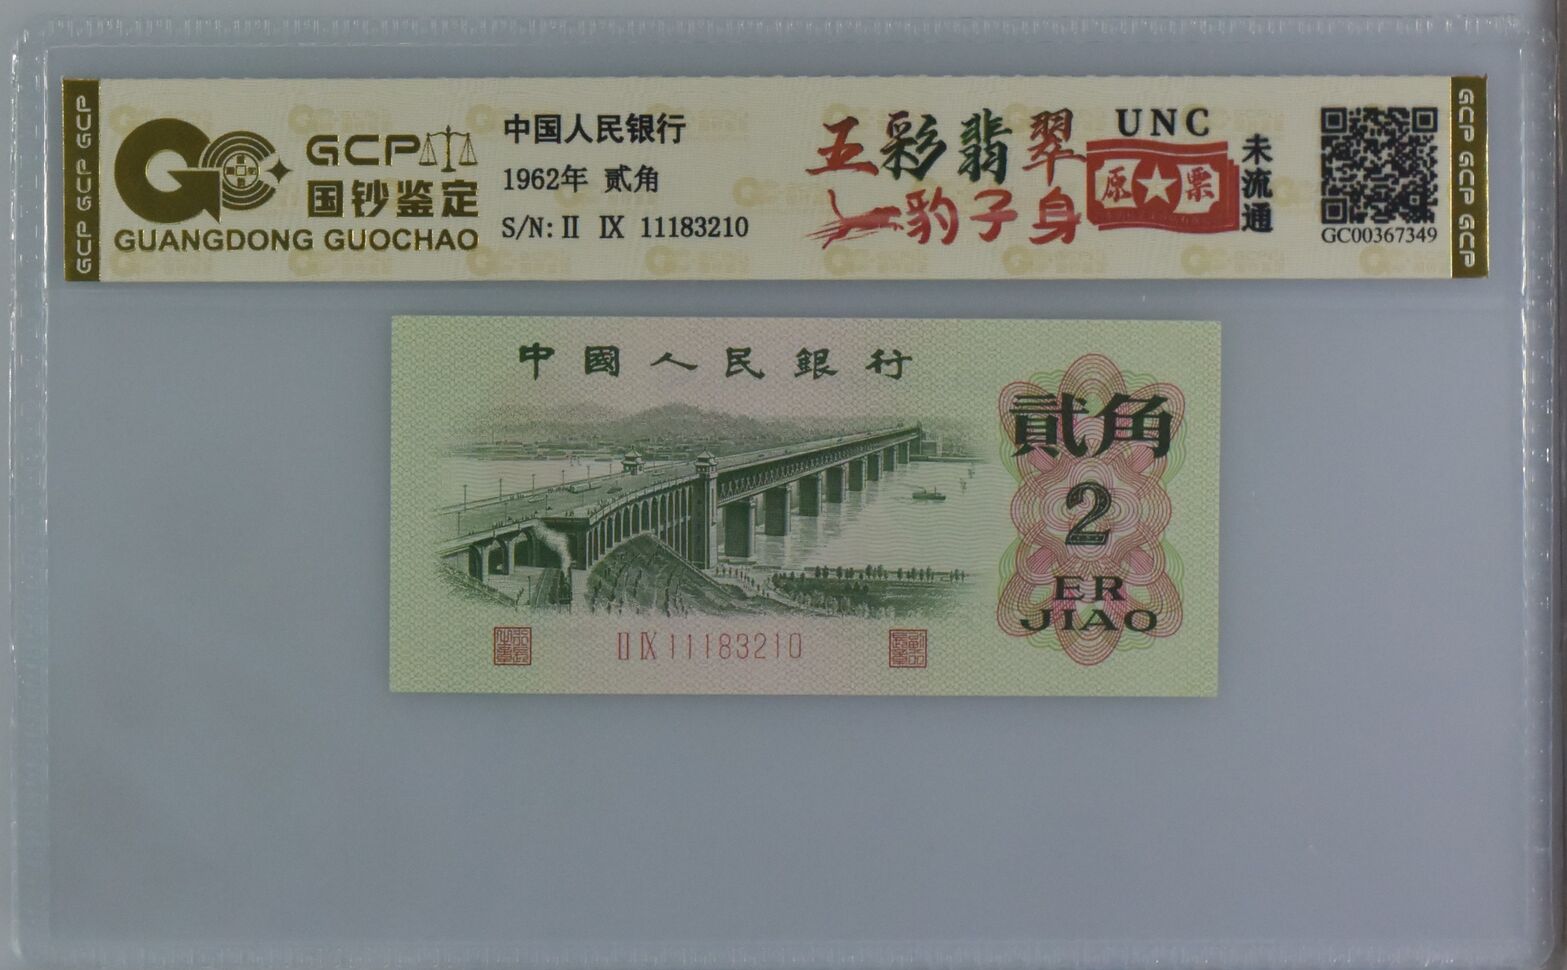 GCP GCP GCP
GCP
国钞鉴定
GUANGDONG GUOCHAO
中国人民银行
1962年 贰角
S/N: II IX 11183210
五彩翡翠
豹子身
UNC
原票
未流通
GC00367349
GCP GCP GCP
中國人民銀行
貳角
2
ER
JIAO
II IX 11183210